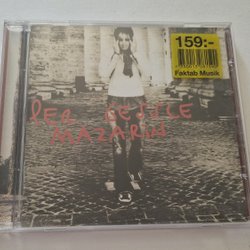 159:-
Faktab Musik
PER GESSLE
MAZARIN